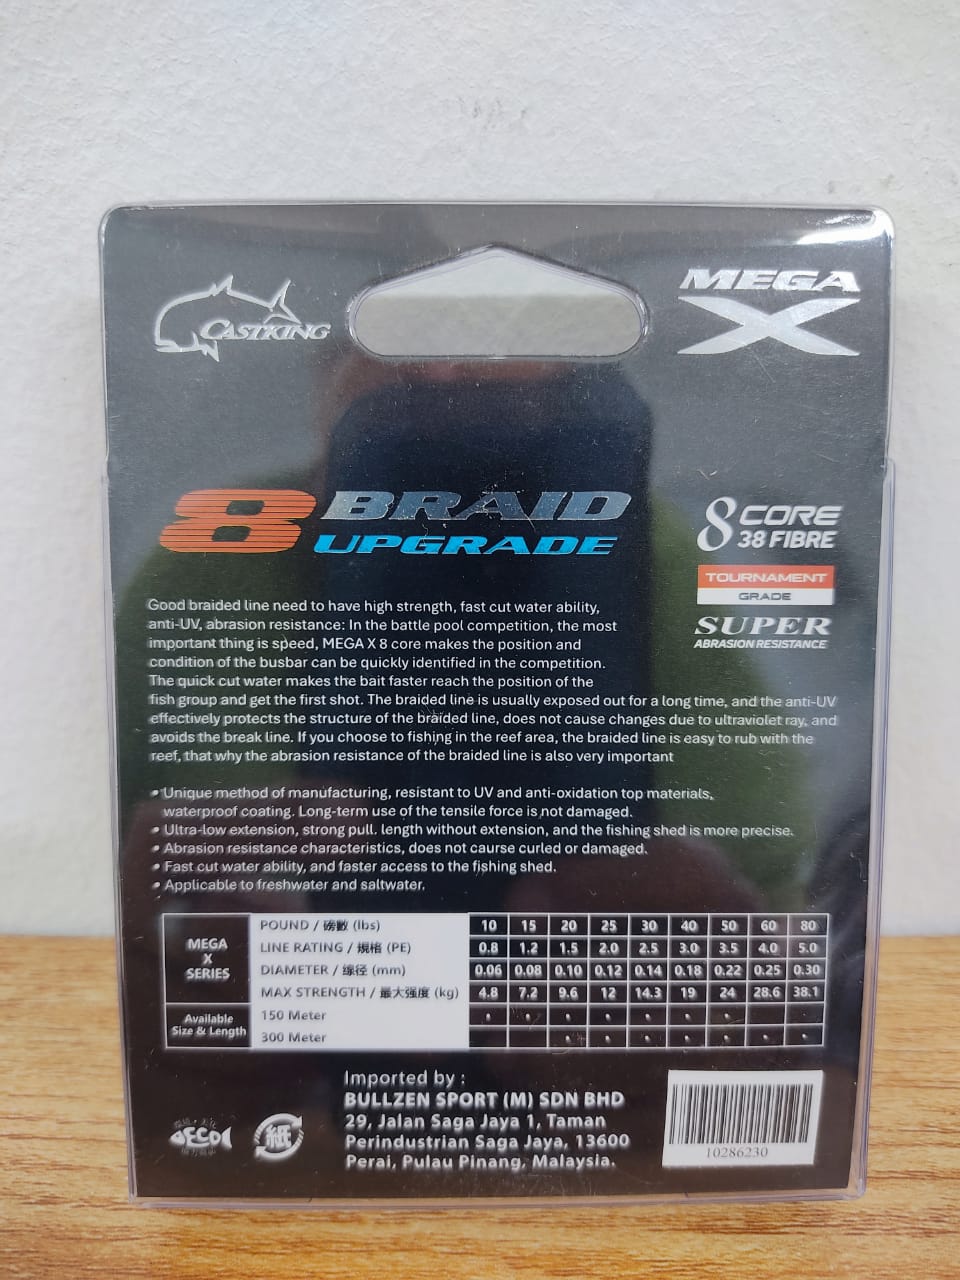 CASTKING
MEGA
X
8 BRAID
UPGRADE
8 CORE
38 FIBRE
TOURNAMENT
GRADE
SUPER
ABRASION RESISTANCE
Good braided line need to have high strength, fast cut water ability,
anti-UV, abrasion resistance: In the battle pool competition, the most
important thing is speed, MEGA X 8 core makes the position and
condition of the busbar can be quickly identified in the competition.
The quick cut water makes the bait faster reach the position of the
fish group and get the first shot. The braided line is usually exposed out for a long time, and the anti-UV
effectively protects the structure of the braided line, does not cause changes due to ultraviolet ray, and
avoids the break line. If you choose to fishing in the reef area, the braided line is easy to rub with the
reef, that why the abrasion resistance of the braided line is also very important
• Unique method of manufacturing, resistant to UV and anti-oxidation top materials,
waterproof coating. Long-term use of the tensile force is not damaged.
• Ultra-low extension, strong pull. length without extension, and the fishing shed is more precise.
• Abrasion resistance characteristics, does not caurse curled or damaged.
• Fast cut water ability, and faster access to the fishing shed.
• Applicable to freshwater and saltwater.
MEGA
X
SERIES
POUND / 磅數 (lbs) 10 15 20 25 30 40 50 60 80
LINE RATING / 規格 (PE) 0.8 1.2 1.5 2.0 2.5 3.0 3.5 4.0 5.0
DIAMETER / 缐径 (mm) 0.06 0.08 0.10 0.12 0.14 0.18 0.22 0.25 0.30
MAX STRENGTH / 最大强度 (kg) 4.8 7.2 9.6 12 14.3 19 24 28.6 38.1
Available
Size & Length
150 Meter • • • • • • •
300 Meter • • • • • • •
Imported by :
BULLZEN SPORT (M) SDN BHD
29, Jalan Saga Jaya 1, Taman
Perindustrian Saga Jaya, 13600
Perai, Pulau Pinang, Malaysia.
ECO
紙
10286230